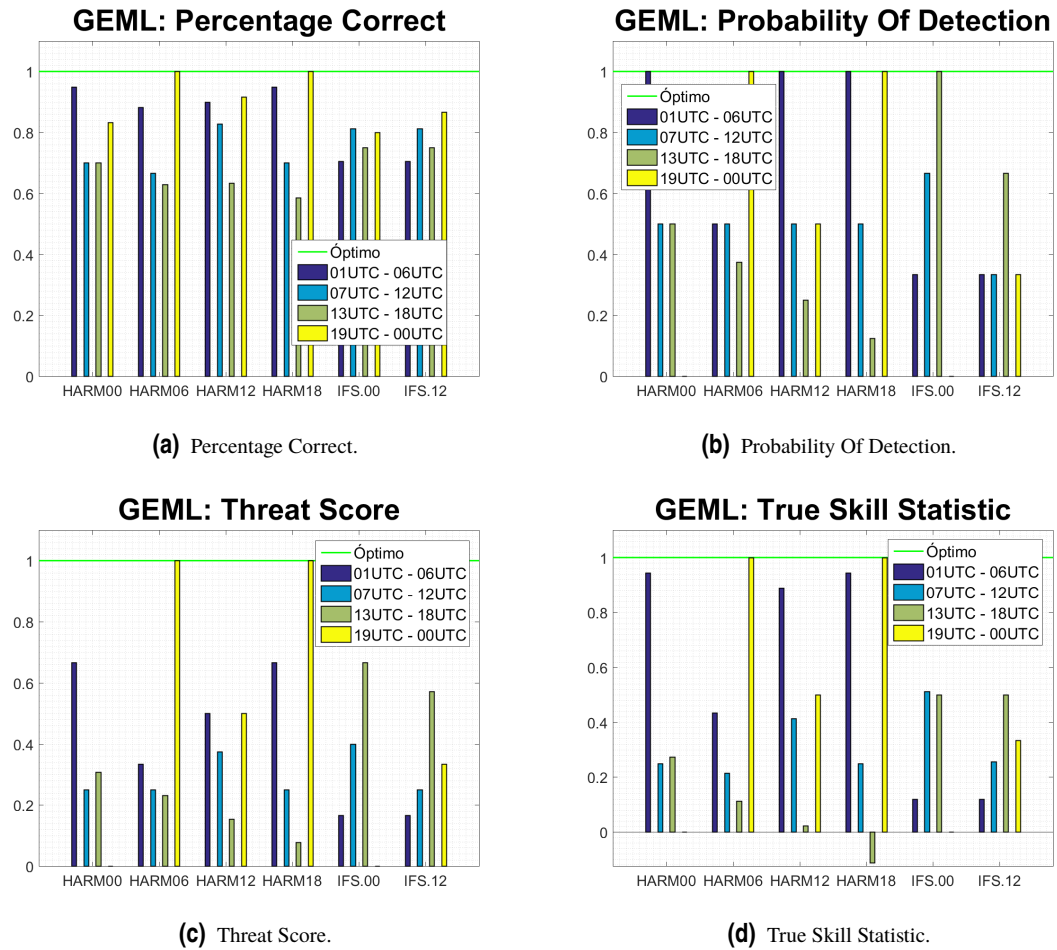 GEML: Percentage Correct
1
0.8
0.6
0.4
0.2
0
Óptimo
01UTC - 06UTC
07UTC - 12UTC
13UTC - 18UTC
19UTC - 00UTC
HARM00 HARM06 HARM12 HARM18 IFS.00 IFS.12
(a) Percentage Correct.
GEML: Probability Of Detection
1
0.8
0.6
0.4
0.2
0
Óptimo
01UTC - 06UTC
07UTC - 12UTC
13UTC - 18UTC
19UTC - 00UTC
HARM00 HARM06 HARM12 HARM18 IFS.00 IFS.12
(b) Probability Of Detection.
GEML: Threat Score
1
0.8
0.6
0.4
0.2
0
Óptimo
01UTC - 06UTC
07UTC - 12UTC
13UTC - 18UTC
19UTC - 00UTC
HARM00 HARM06 HARM12 HARM18 IFS.00 IFS.12
(c) Threat Score.
GEML: True Skill Statistic
1
0.8
0.6
0.4
0.2
0
Óptimo
01UTC - 06UTC
07UTC - 12UTC
13UTC - 18UTC
19UTC - 00UTC
HARM00 HARM06 HARM12 HARM18 IFS.00 IFS.12
(d) True Skill Statistic.